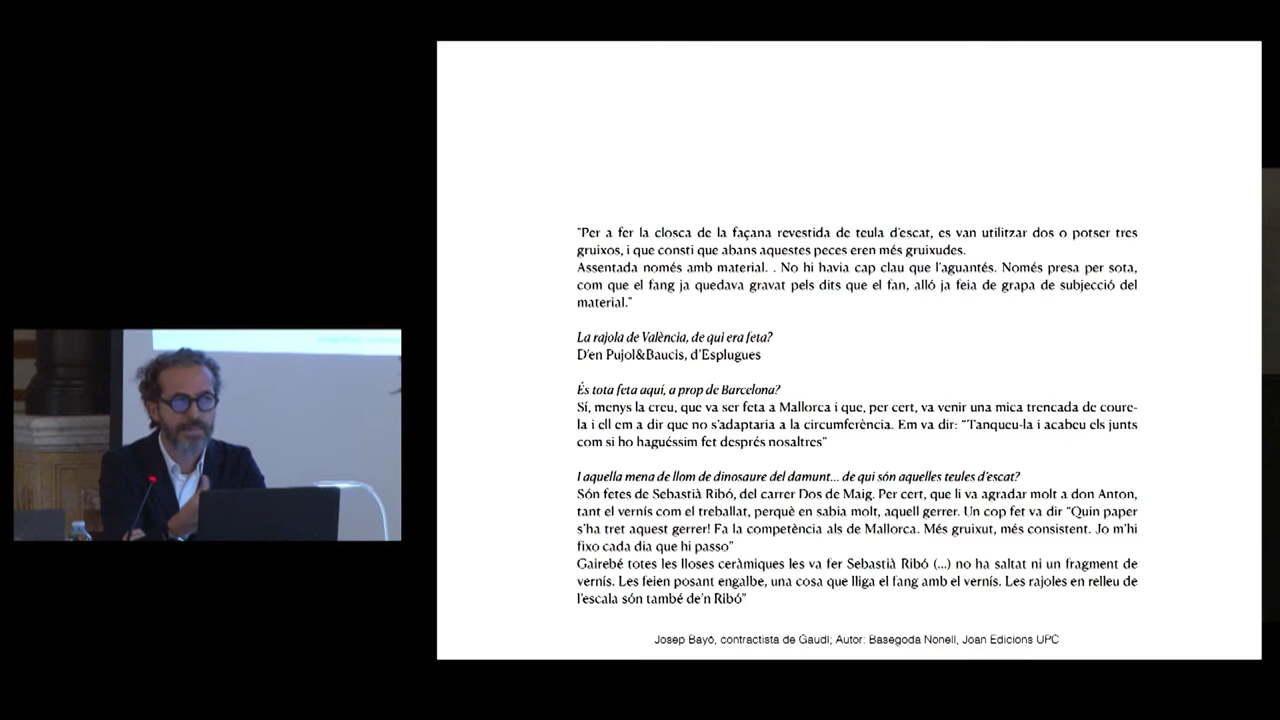 "Per a fer la closca de la façana revestida de teula d'escat, es van utilitzar dos o potser tres
gruixos, i que consti que abans aquestes peces eren més gruixudes.
Assentada només amb material. . No hi havia cap clau que l'aguantés. Només presa per sota,
com que el fang ja quedava gravat pels dits que el fan, alló ja feia de grapa de subjecció del
material."
La rajola de València, de qui era feta?
D'en Pujol&Baucis, d'Esplugues
És tota feta aquí, a prop de Barcelona?
Sí, menys la creu, que va ser feta a Mallorca i que, per cert, va venir una mica trencada de coure-
la i ell em a dir que no s'adaptaria a la circumferència. Em va dir: "Tanqueu-la i acabeu els junts
com si ho haguéssim fet després nosaltres"
I aquella mena de llom de dinosaure del damunt... de qui són aquelles teules d'escat?
Són fetes de Sebastià Ribó, del carrer Dos de Maig. Per cert, que li va agradar molt a don Anton,
tant el vernís com el treballat, perquè en sabia molt, aquell gerrer. Un cop fet va dir "Quin paper
s'ha tret aquest gerrer! Fa la competència als de Mallorca. Més gruixut, més consistent. Jo m'hi
fixo cada dia que hi passo"
Gairebé totes les lloses ceràmiques les va fer Sebastià Ribó (...) no ha saltat ni un fragment de
vernís. Les feien posant engalbe, una cosa que lliga el fang amb el vernís. Les rajoles en relleu de
l'escala són també de'n Ribó"
Josep Bayó, contractista de Gaudí; Autor: Basegoda Nonell, Joan Edicions UPC